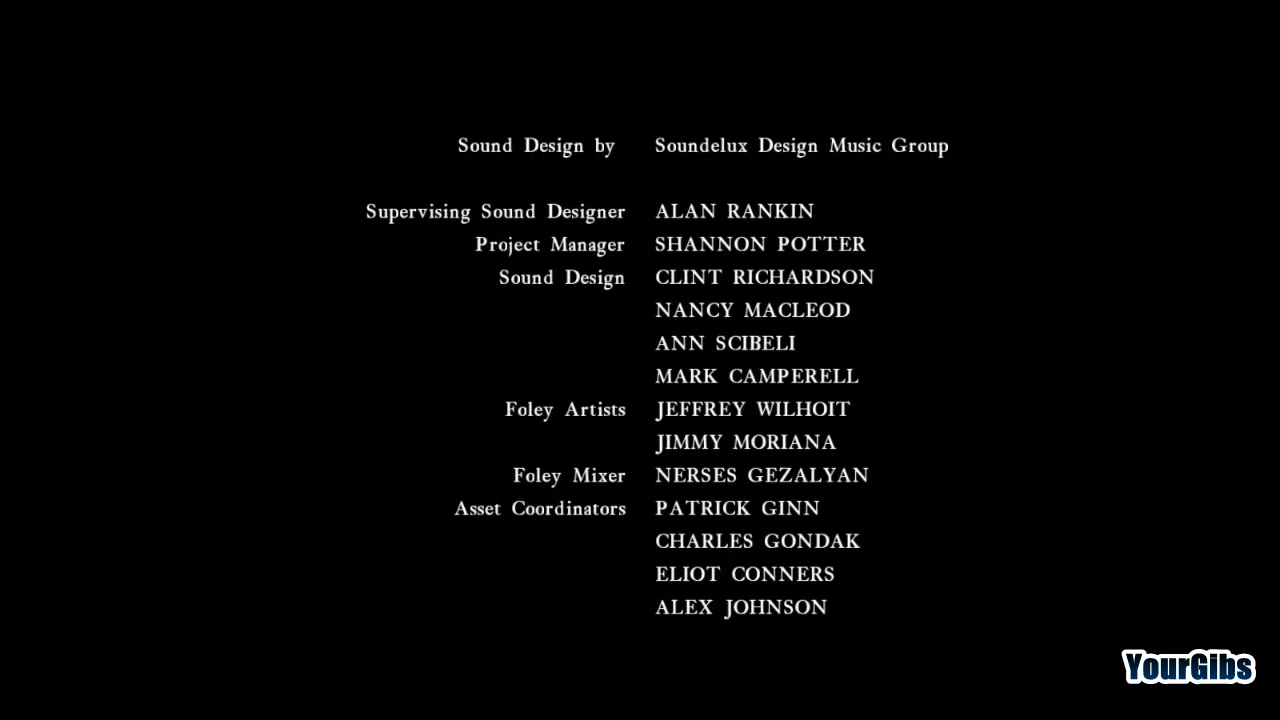 Sound Design by Soundelux Design Music Group
Supervising Sound Designer ALAN RANKIN
Project Manager SHANNON POTTER
Sound Design CLINT RICHARDSON
NANCY MACLEOD
ANN SCIBELI
MARK CAMPERELL
Foley Artists JEFFREY WILHOIT
JIMMY MORIANA
Foley Mixer NERSES GEZALYAN
Asset Coordinators PATRICK GINN
CHARLES GONDAK
ELIOT CONNERS
ALEX JOHNSON
YourGibs